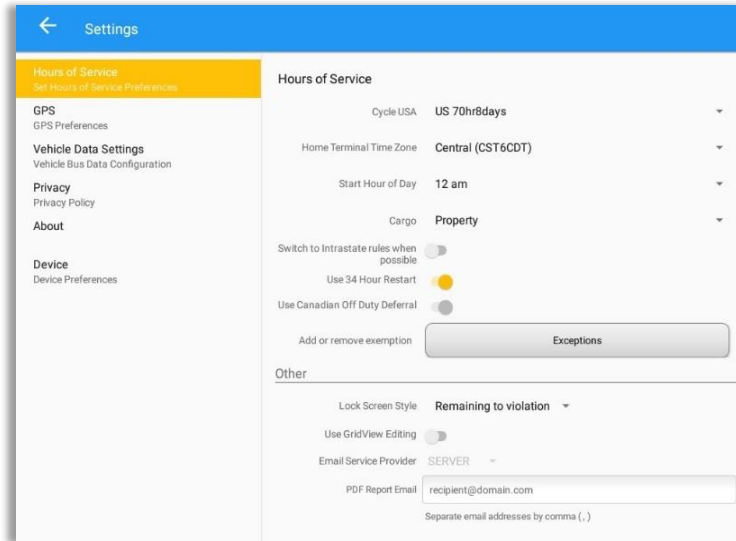 Settings
Hours of Service
Set Hours of Service Preferences
GPS
GPS Preferences
Vehicle Data Settings
Vehicle Bus Data Configuration
Privacy
Privacy Policy
About
Device
Device Preferences
Hours of Service
Cycle USA US 70hr8days
Home Terminal Time Zone Central (CST6CDT)
Start Hour of Day 12 am
Cargo Property
Switch to Intrastate rules when
possible
Use 34 Hour Restart
Use Canadian Off Duty Deferral
Add or remove exemption Exceptions
Other
Lock Screen Style Remaining to violation
Use GridView Editing
Email Service Provider SERVER
PDF Report Email recipient@domain.com
Separate email addresses by comma ( , )